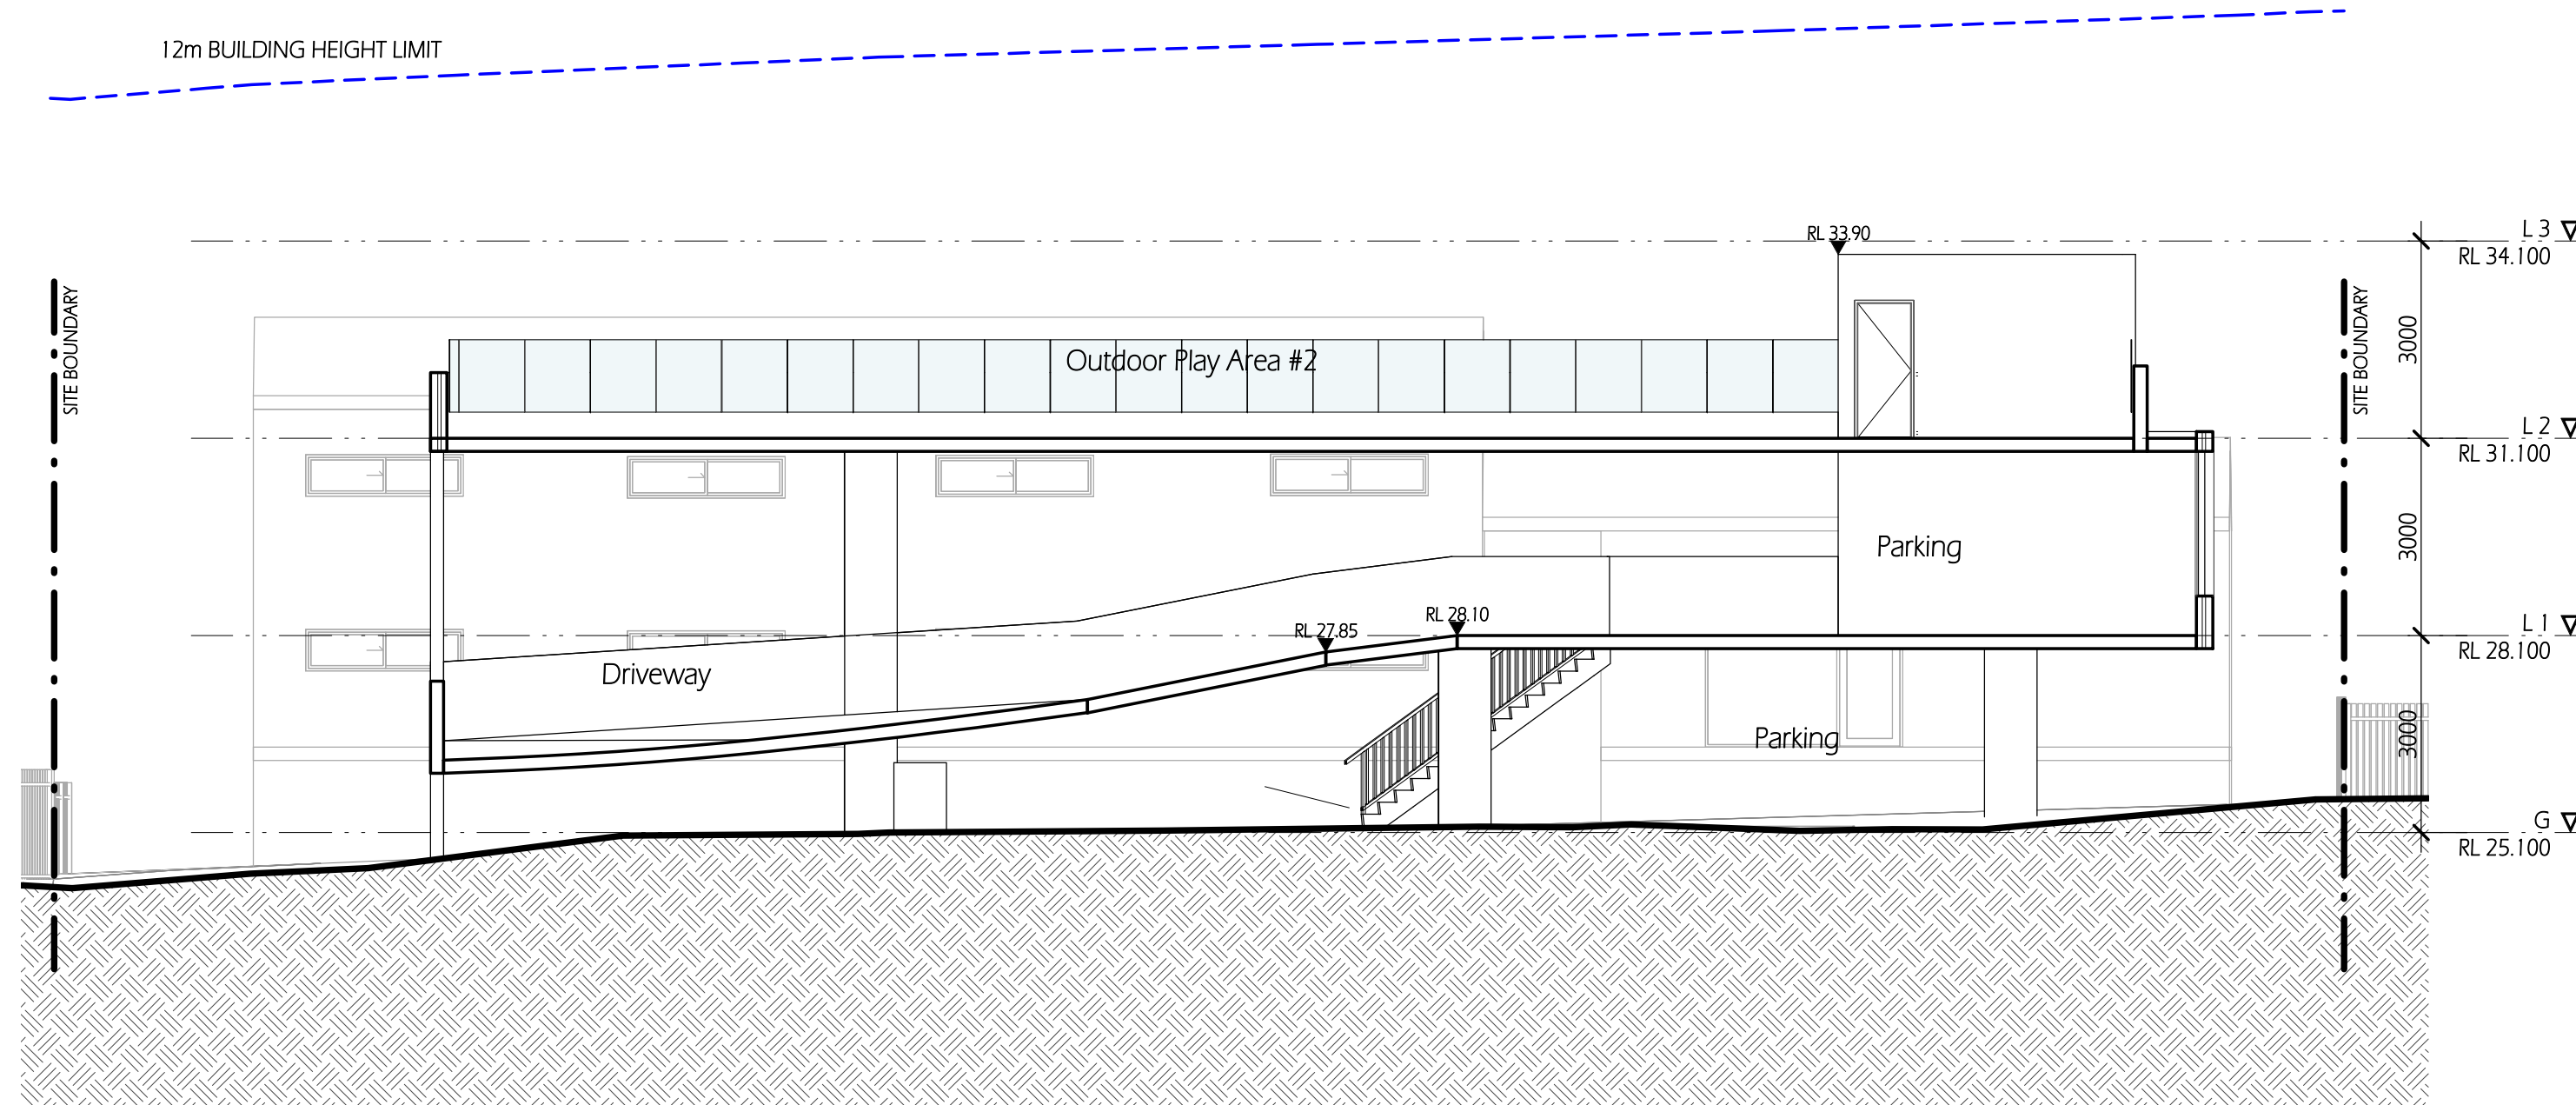 12m BUILDING HEIGHT LIMIT
L 3
RL 33.90
RL 34.100
SITE BOUNDARY
SITE BOUNDARY
3000
Outdoor Play Area #2
L 2
RL 31.100
3000
Parking
RL 28.10
L 1
RL 27.85
RL 28.100
Driveway
3000
Parking
G
RL 25.100